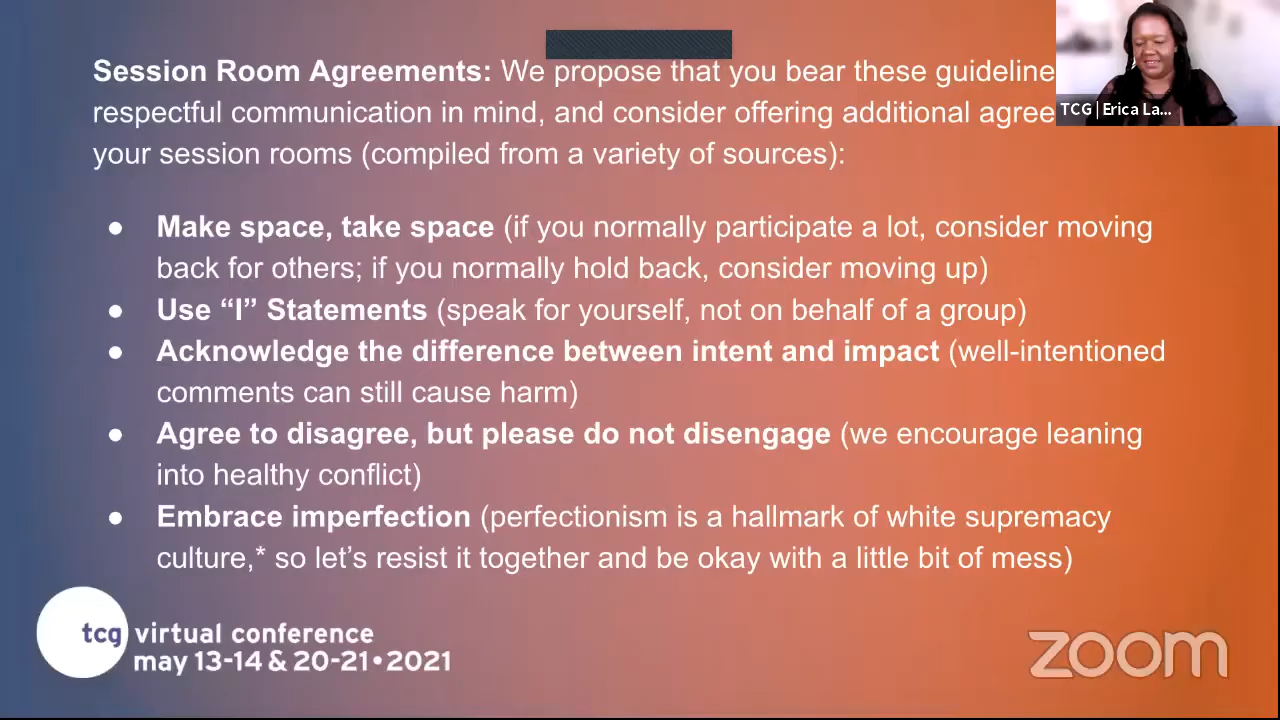 Session Room Agreements: We propose that you bear these guideline
respectful communication in mind, and consider offering additional agree
your session rooms (compiled from a variety of sources):
TCG | Erica La...
● Make space, take space (if you normally participate a lot, consider moving
back for others; if you normally hold back, consider moving up)
● Use “I” Statements (speak for yourself, not on behalf of a group)
● Acknowledge the difference between intent and impact (well-intentioned
comments can still cause harm)
● Agree to disagree, but please do not disengage (we encourage leaning
into healthy conflict)
● Embrace imperfection (perfectionism is a hallmark of white supremacy
culture,* so let’s resist it together and be okay with a little bit of mess)
tcg virtual conference
may 13-14 & 20-21•2021
zoom